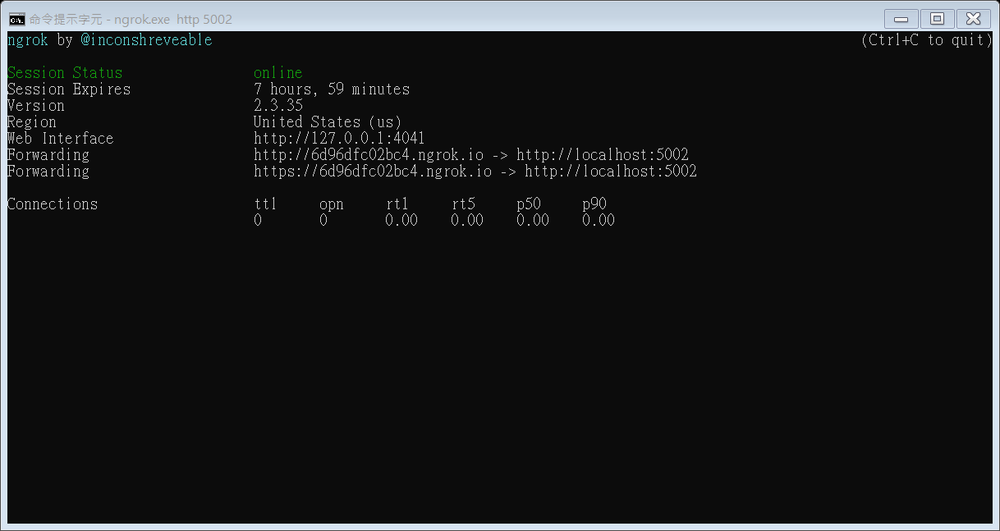 命令提示字元 - ngrok.exe  http 5002
ngrok by @inconshreveable (Ctrl+C to quit)
Session Status online
Session Expires 7 hours, 59 minutes
Version 2.3.35
Region United States (us)
Web Interface http://127.0.0.1:4041
Forwarding http://6d96dfc02bc4.ngrok.io -> http://localhost:5002
Forwarding https://6d96dfc02bc4.ngrok.io -> http://localhost:5002
Connections ttl opn rt1 rt5 p50 p90
0 0 0.00 0.00 0.00 0.00